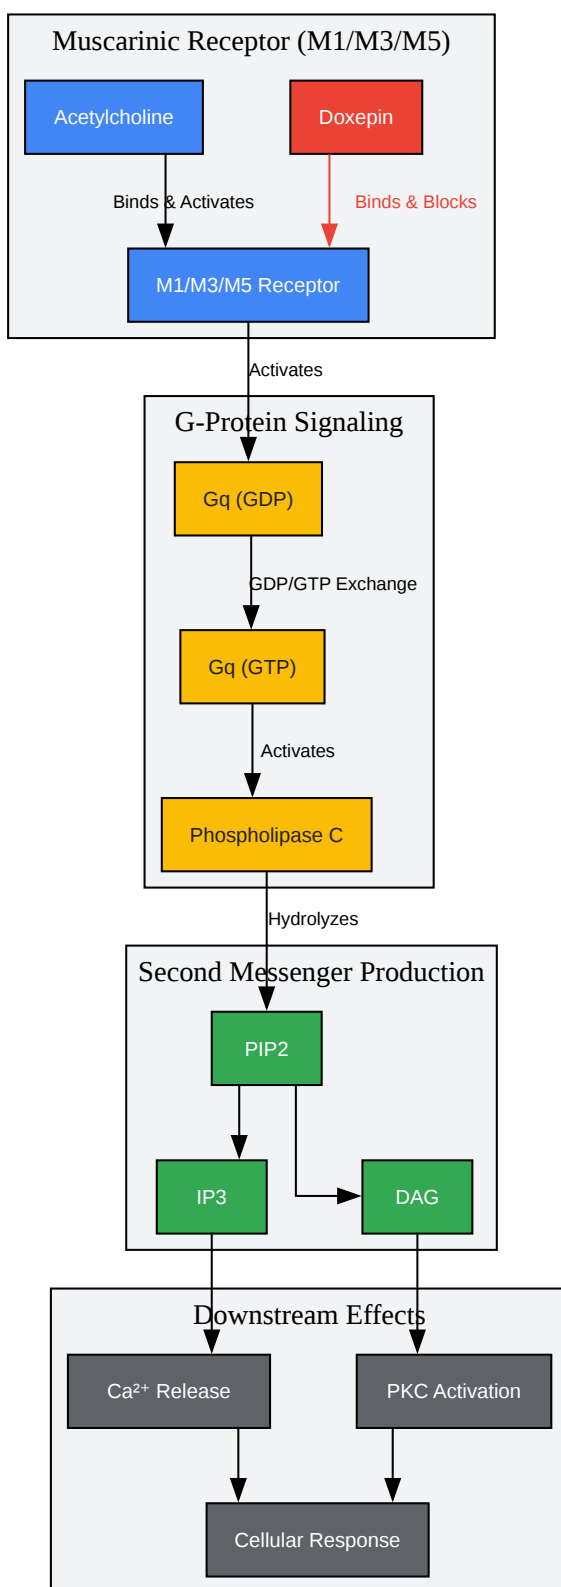 Muscarinic Receptor (M1/M3/M5)
Acetylcholine
Doxepin
Binds & Activates
Binds & Blocks
M1/M3/M5 Receptor
Activates
G-Protein Signaling
Gq (GDP)
GDP/GTP Exchange
Gq (GTP)
Activates
Phospholipase C
Hydrolyzes
Second Messenger Production
PIP2
IP3
DAG
Downstream Effects
Ca²⁺ Release
PKC Activation
Cellular Response